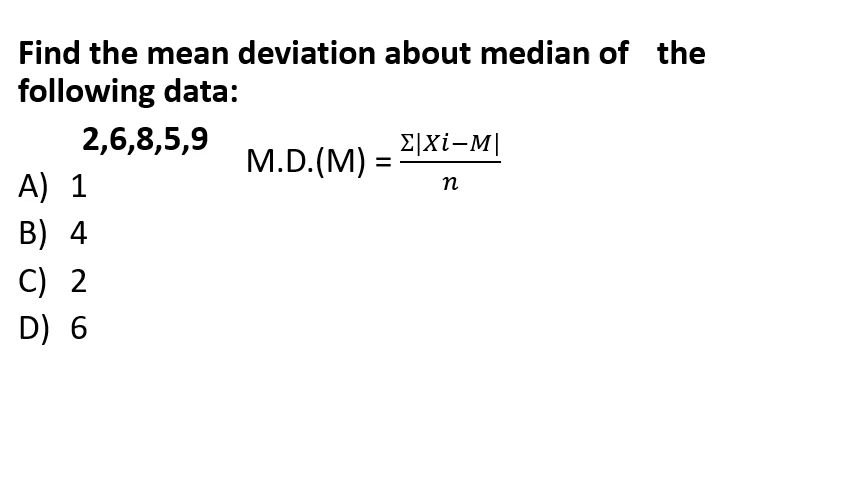 Find the mean deviation about median of the
following data:
2,6,8,5,9
M.D.(M) = Σ|Xi−M| / n
A) 1
B) 4
C) 2
D) 6